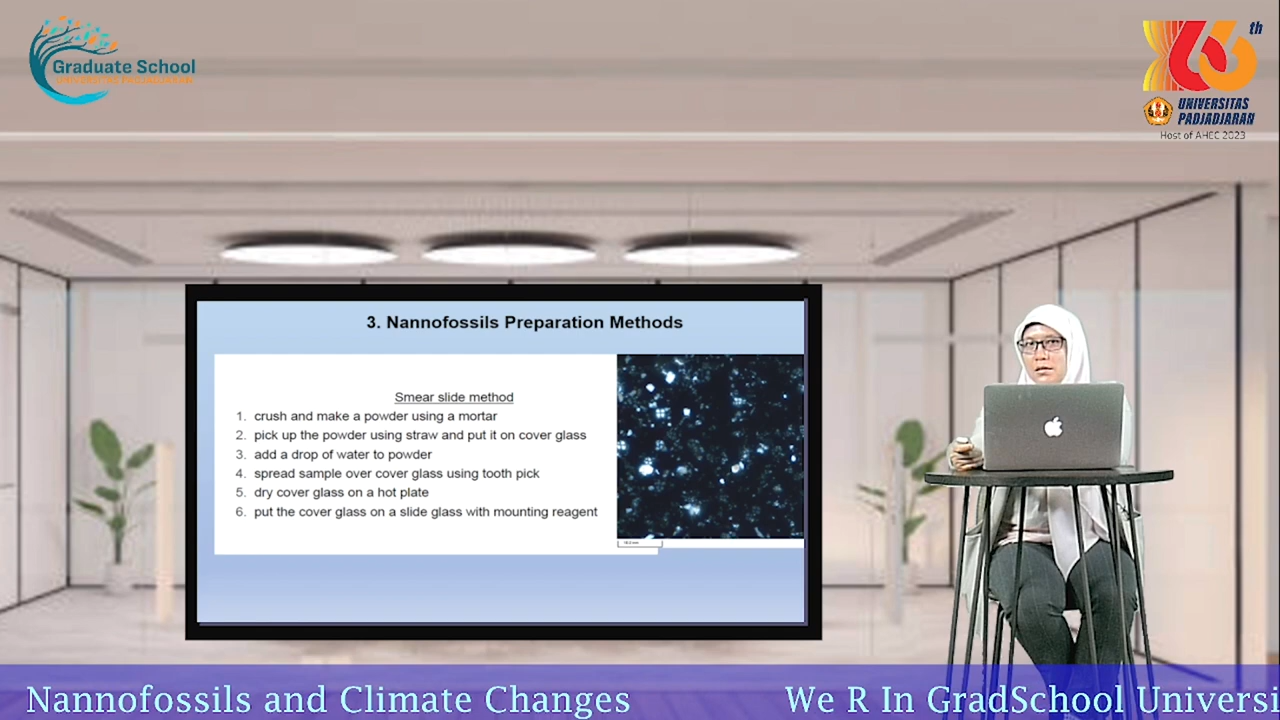 Graduate School
UNIVERSITAS PADJADJARAN
66th
UNIVERSITAS
PADJADJARAN
Host of AHEC 2023
3. Nannofossils Preparation Methods
Smear slide method
1. crush and make a powder using a mortar
2. pick up the powder using straw and put it on cover glass
3. add a drop of water to powder
4. spread sample over cover glass using tooth pick
5. dry cover glass on a hot plate
6. put the cover glass on a slide glass with mounting reagent
Nannofossils and Climate Changes
We R In GradSchool Universi